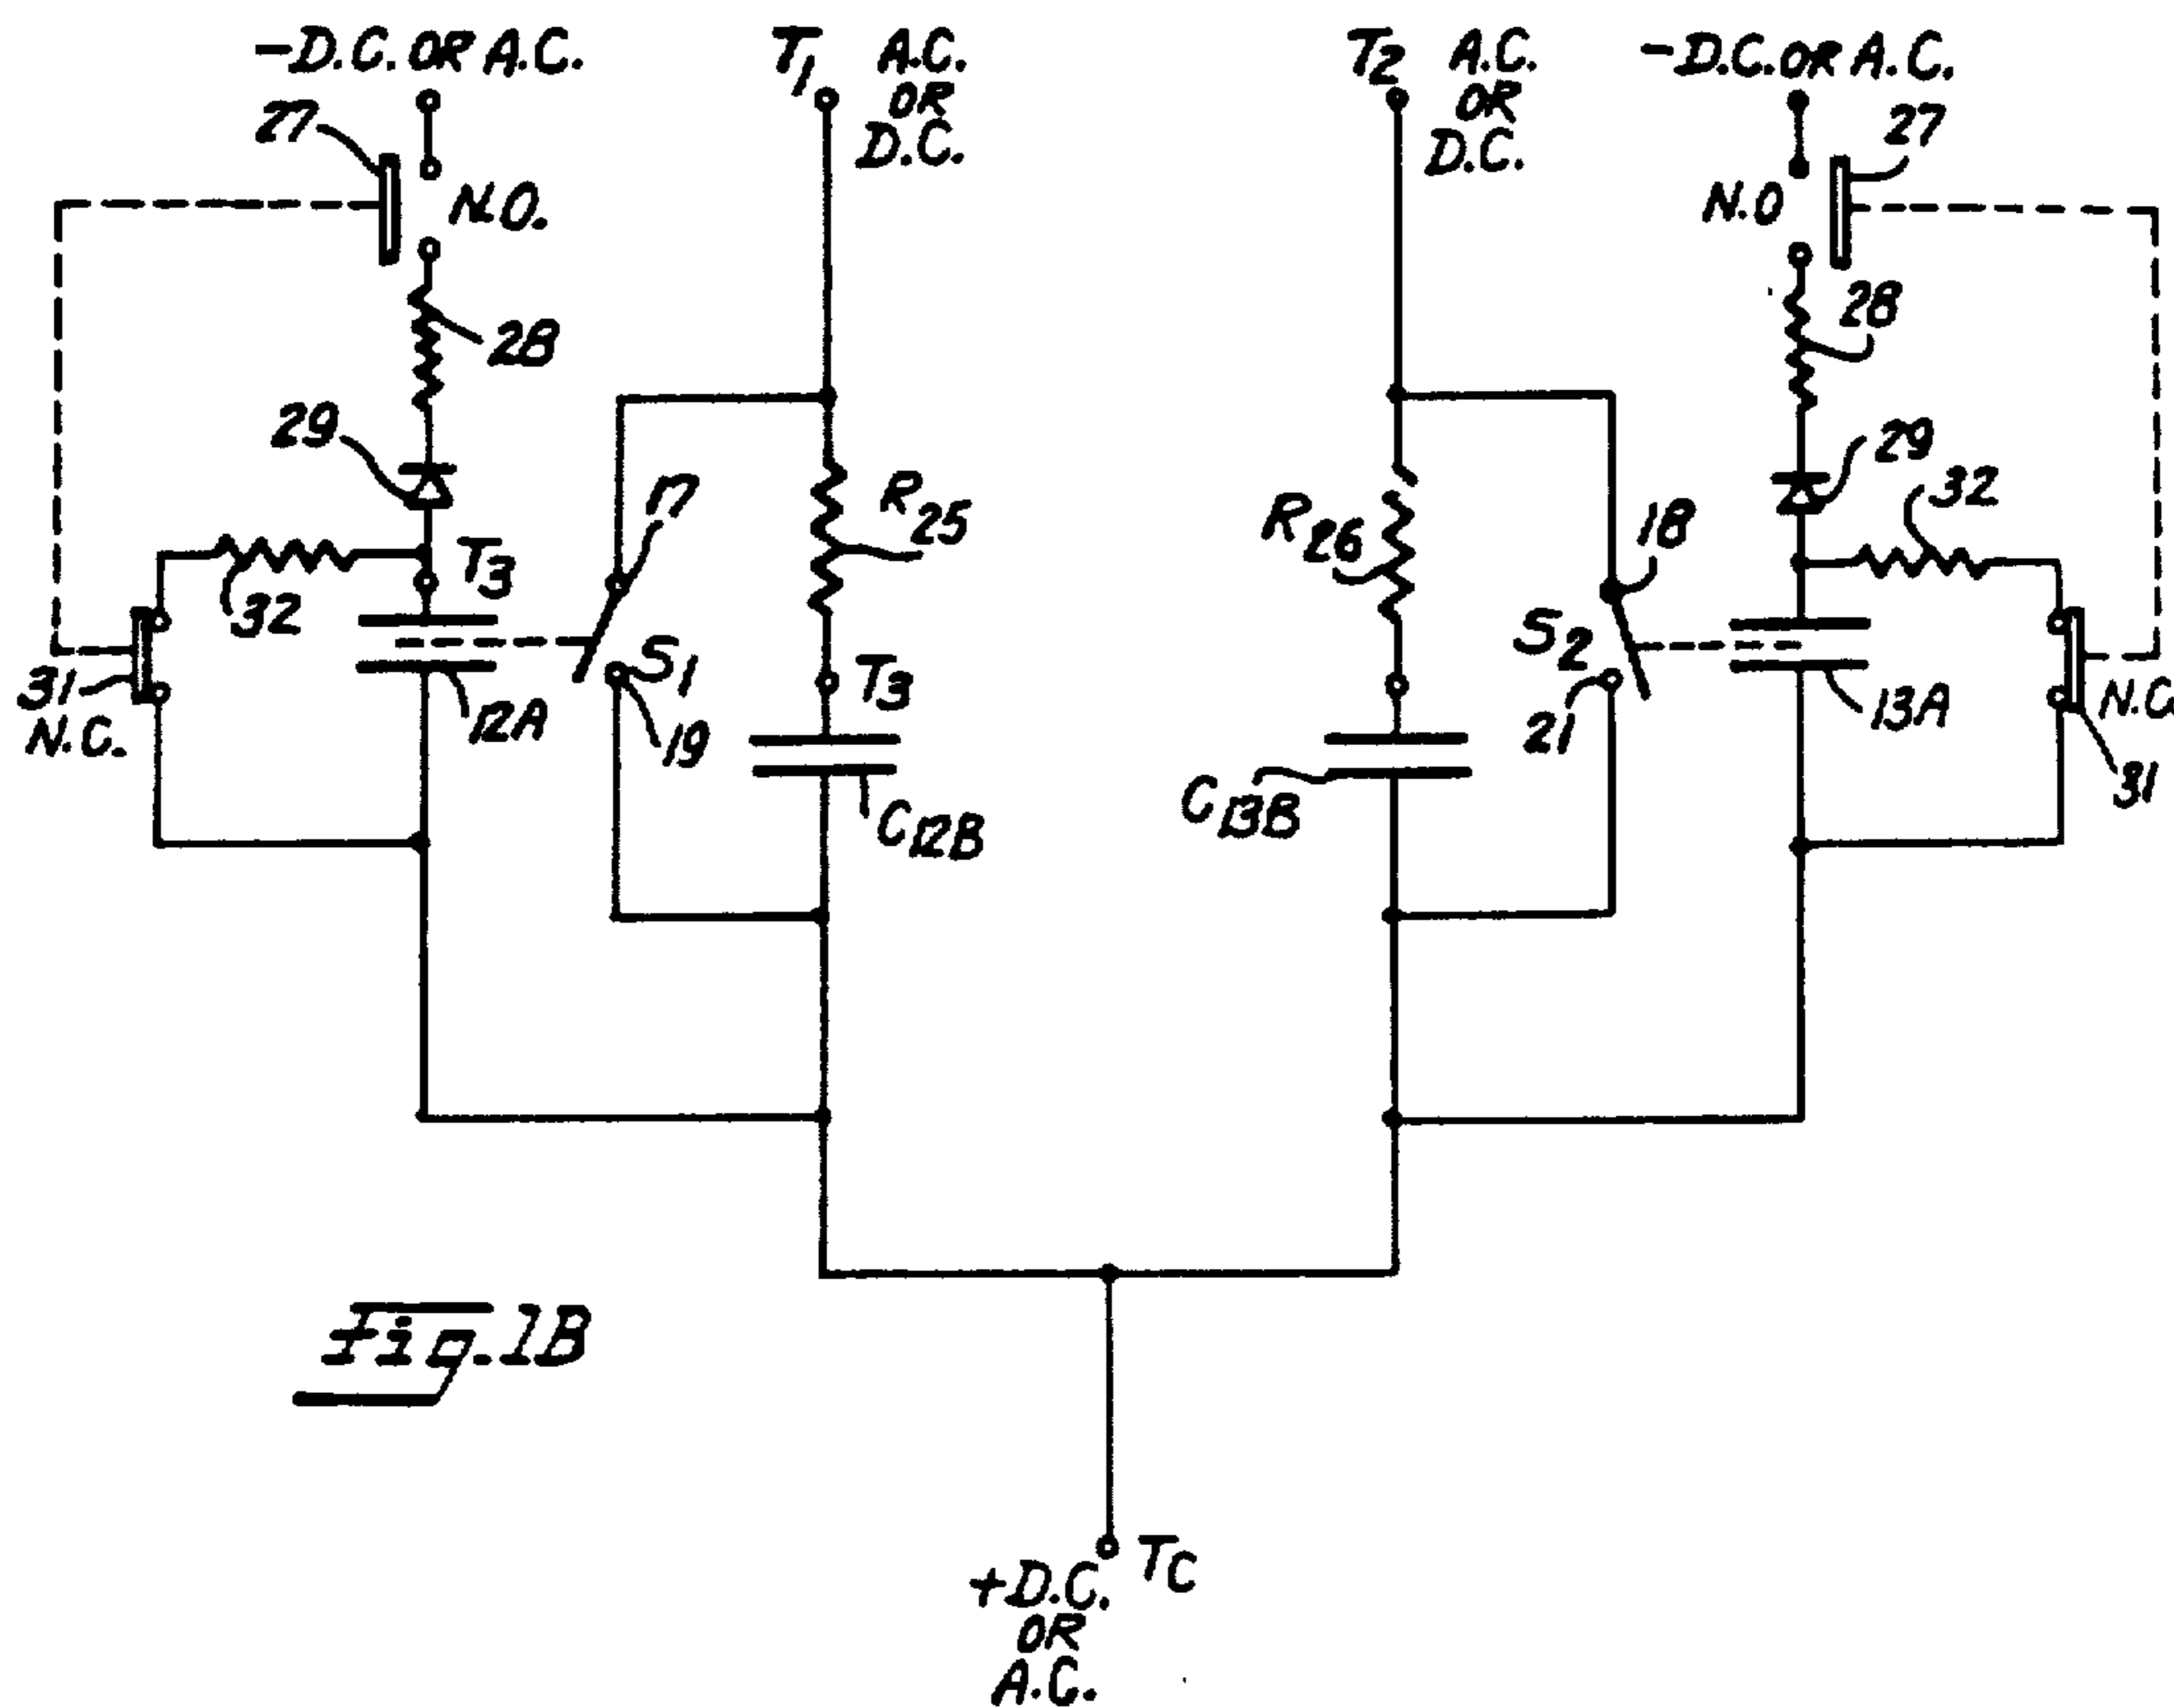 -D.C. OR A.C.
T1
A.C.
OR
D.C.
T2
A.C.
OR
D.C.
-D.C. OR A.C.
27
N.O.
28
29
32
T3
31
N.C.
12A
17
S1
19
R25
T3
C12B
R26
C13B
18
S2
21
27
N.O
28
29
32
13A
N.C.
31
Fig. 1B
TC
+D.C.
OR
A.C.